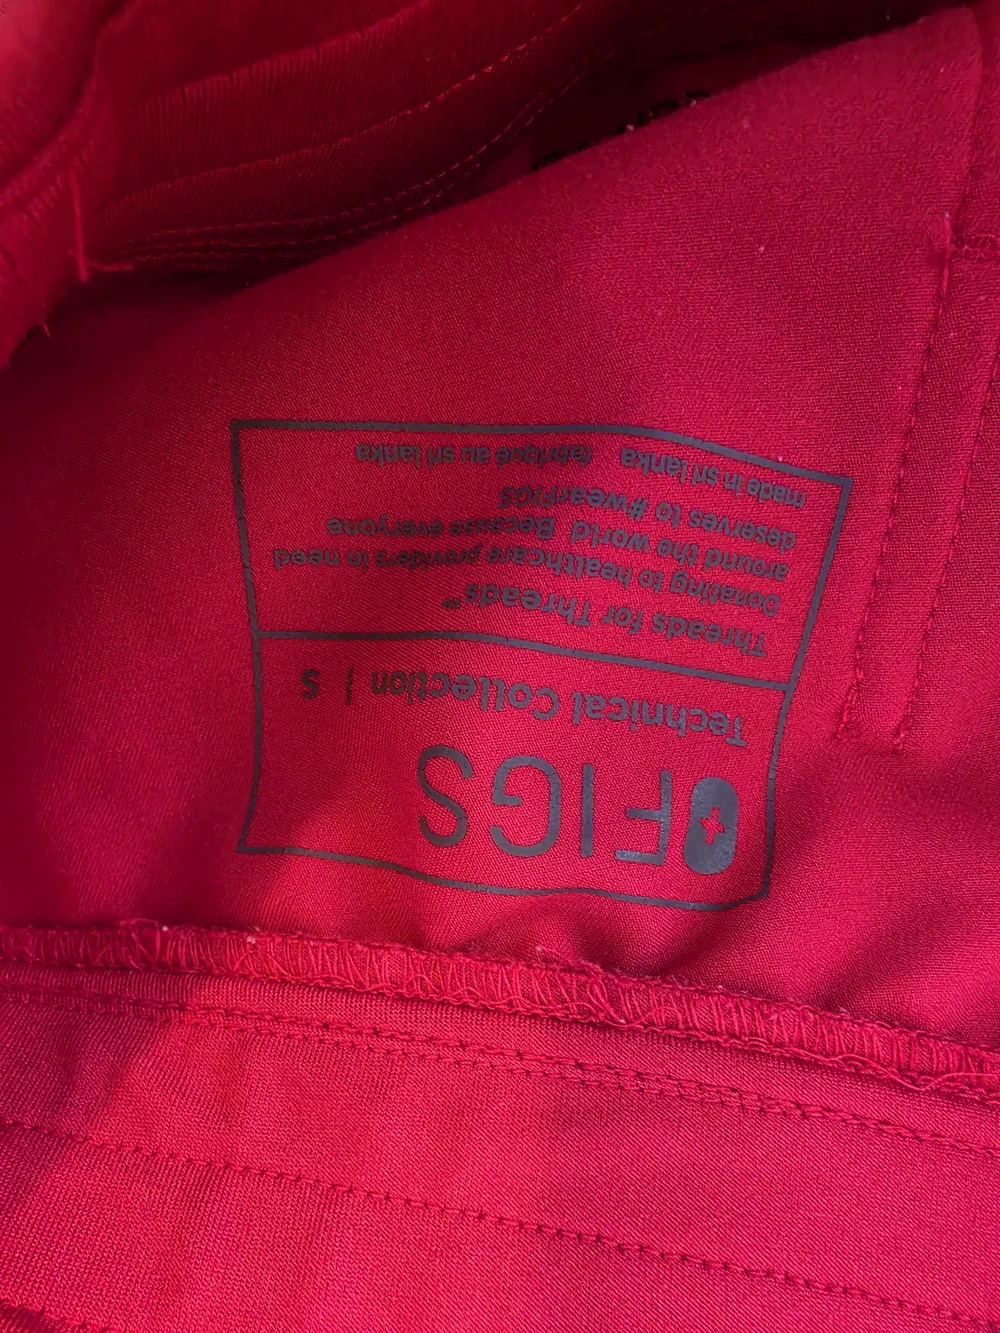 FIGS
Technical Collection | S
Threads for Threads™
Donating to healthcare providers in need
around the world. Because everyone
deserves to #wearFIGS
made in sri lanka fabriqué au sri lanka